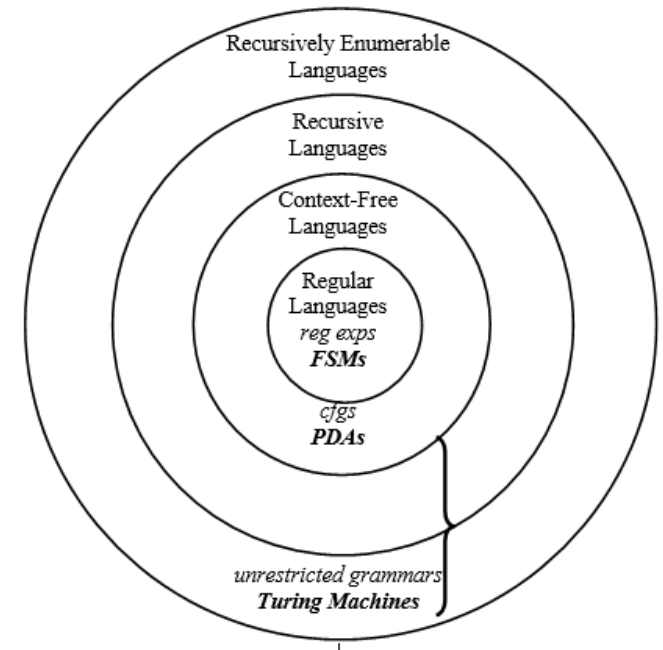 Recursively Enumerable
Languages
Recursive
Languages
Context-Free
Languages
Regular
Languages
reg exps
FSMs
cfgs
PDAs
unrestricted grammars
Turing Machines